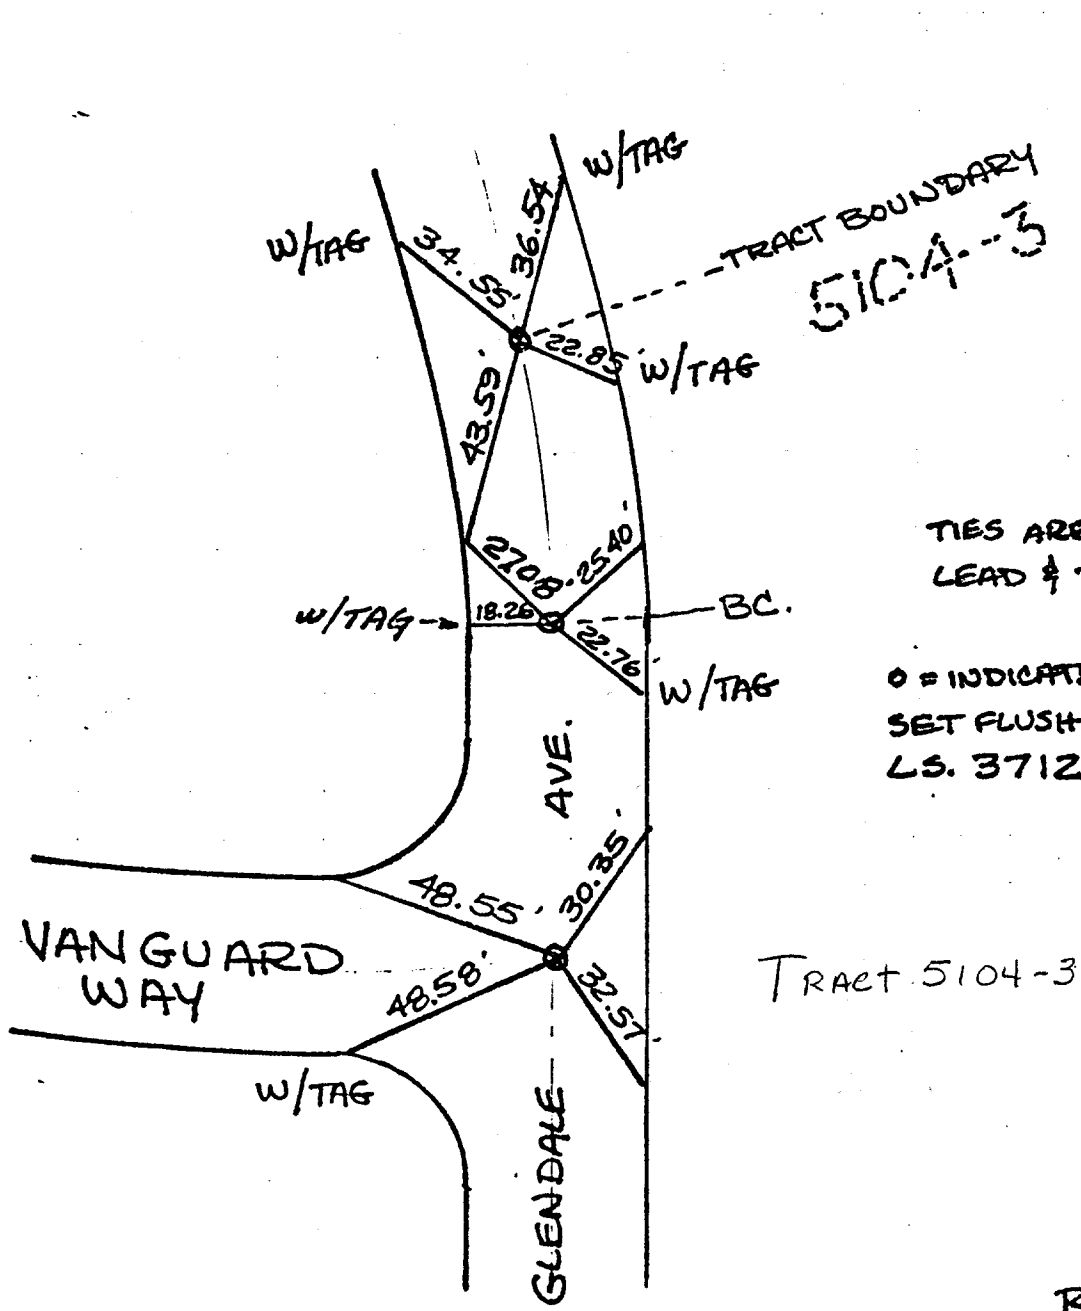 W/TAG
W/TAG
TRACT BOUNDARY
5104-3
34.55'
36.54'
22.85'
W/TAG
43.59'
TIES ARE
LEAD &
27.08'
25.40'
W/TAG
18.26
BC.
22.76'
W/TAG
O = INDICATE
SET FLUSH
LS. 3712
AVE.
48.55'
30.35'
VANGUARD
WAY
48.58'
32.57'
TRACT 5104-3
W/TAG
GLENDALE